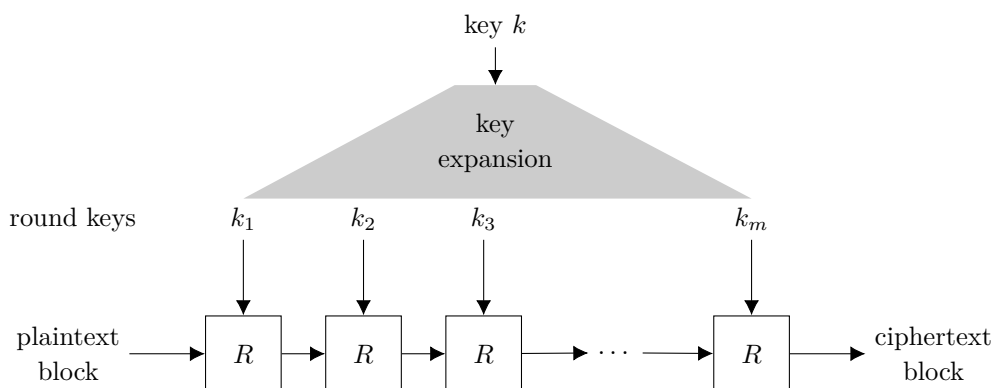 key k
key
expansion
round keys k₁ k₂ k₃ kₘ
plaintext
block
R R R ··· R
ciphertext
block